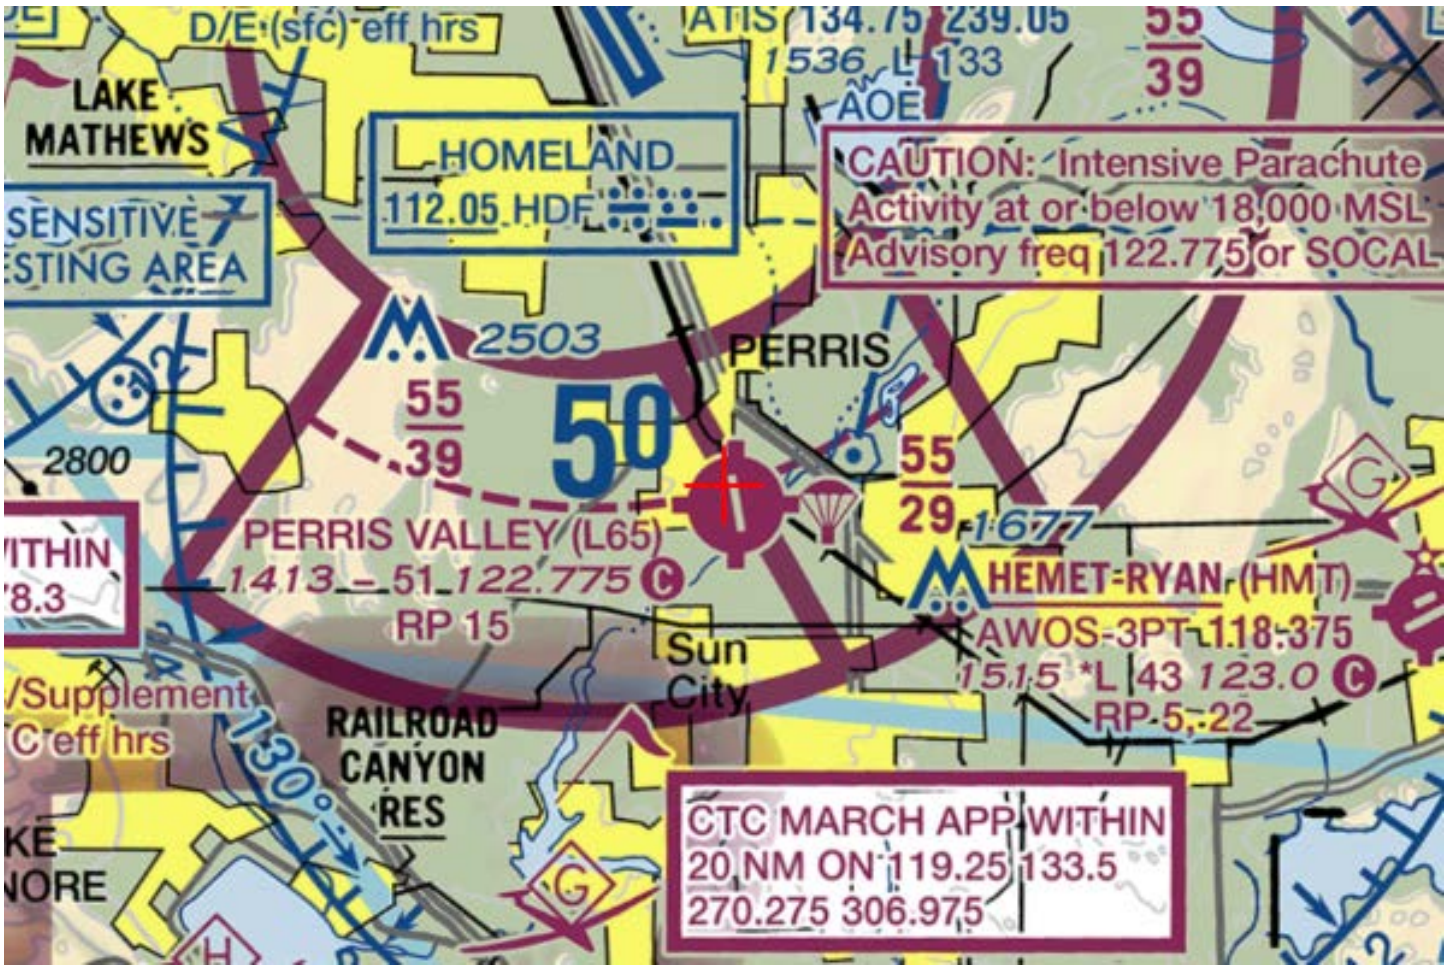 D/E (sfc) eff hrs
ATIS 134.75 239.05
1536 L 133
AOE
55
39
LAKE
MATHEWS
HOMELAND
112.05 HDF
CAUTION: Intensive Parachute
Activity at or below 18,000 MSL
Advisory freq 122.775 or SOCAL
SENSITIVE
ESTING AREA
2503
PERRIS
55
39
50
5
12
2800
55
29
1677
G
ITHIN
8.3
PERRIS VALLEY (L65)
1413 – 51 122.775 C
RP 15
HEMET-RYAN (HMT)
AWOS-3PT 118.375
1515 *L 43 123.0 C
RP 5, 22
Sun
City
/Supplement
C eff hrs
130°
RAILROAD
CANYON
RES
KE
NORE
CTC MARCH APP WITHIN
20 NM ON 119.25 133.5
270.275 306.975
G
H
12